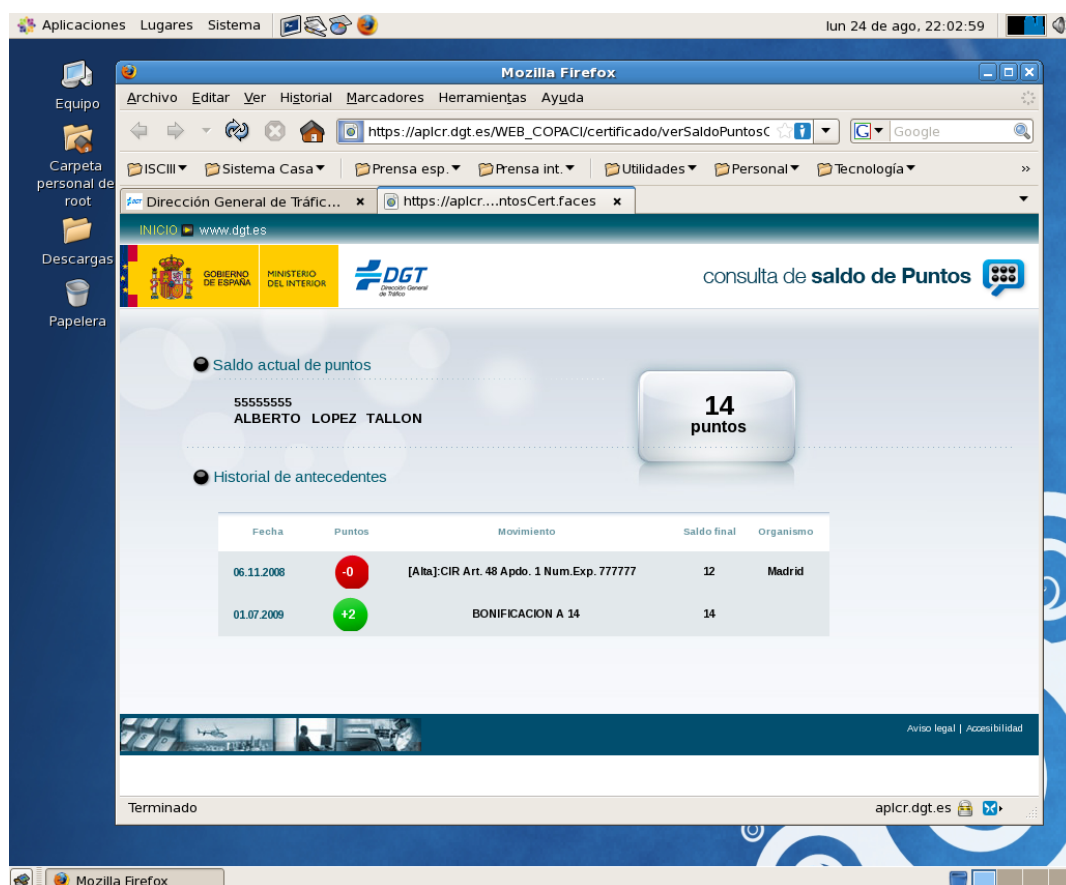 Aplicaciones Lugares Sistema lun 24 de ago, 22:02:59
Equipo
Carpeta personal de root
Descargas
Papelera
Mozilla Firefox
Archivo Editar Ver Historial Marcadores Herramientas Ayuda
https://aplcr.dgt.es/WEB_COPACI/certificado/verSaldoPuntosC Google
ISCIII Sistema Casa Prensa esp. Prensa int. Utilidades Personal Tecnología »
Dirección General de Tráfic... https://aplcr....ntosCert.faces
INICIO www.dgt.es
GOBIERNO DE ESPAÑA MINISTERIO DEL INTERIOR DGT Dirección General de Tráfico consulta de saldo de Puntos
Saldo actual de puntos
55555555
ALBERTO LOPEZ TALLON
14
puntos
Historial de antecedentes
Fecha Puntos Movimiento Saldo final Organismo
06.11.2008 -0 [Alta]:CIR Art. 48 Apdo. 1 Num.Exp. 777777 12 Madrid
01.07.2009 +2 BONIFICACION A 14 14
Aviso legal | Accesibilidad
Terminado aplcr.dgt.es
Mozilla Firefox